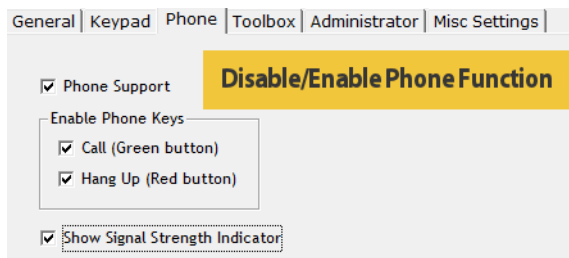 General Keypad Phone Toolbox Administrator Misc Settings
Phone Support
Disable/Enable Phone Function
Enable Phone Keys
Call (Green button)
Hang Up (Red button)
Show Signal Strength Indicator